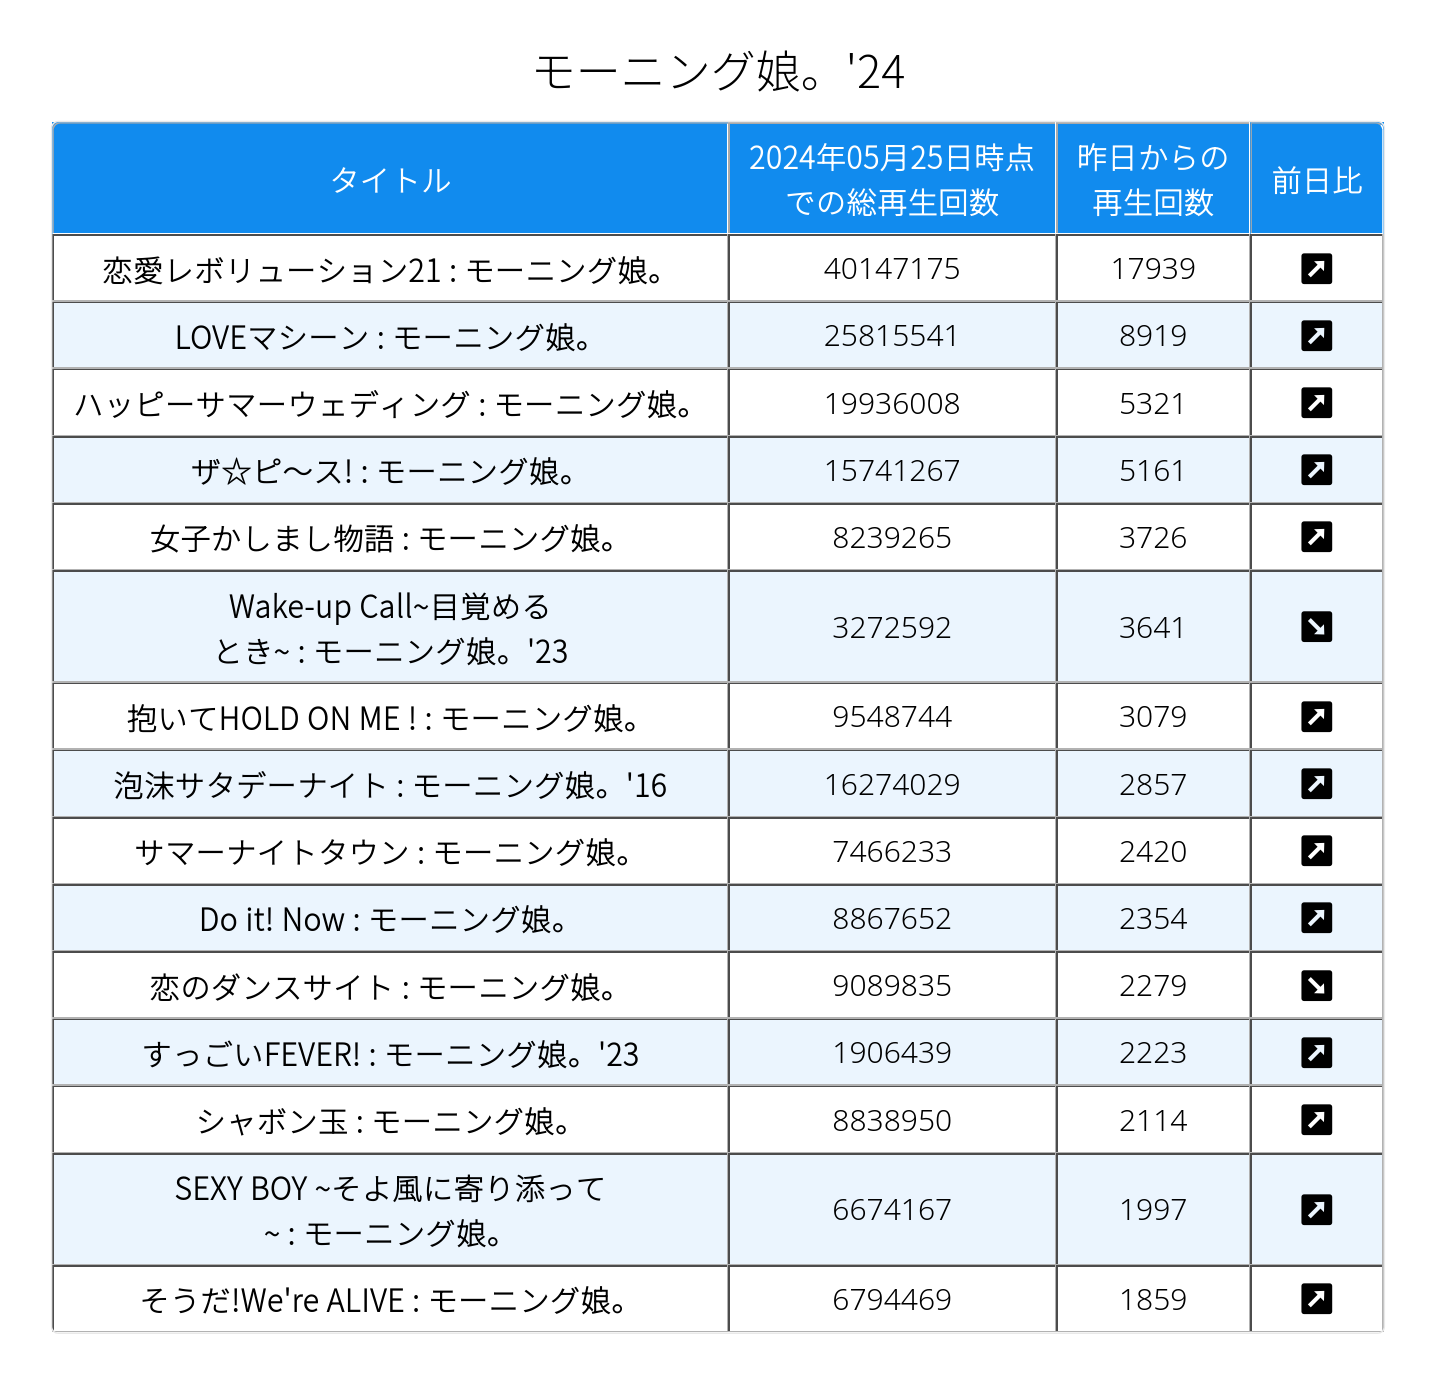 モーニング娘。'24
タイトル
2024年05月25日時点
での総再生回数
昨日からの
再生回数
前日比
恋愛レボリューション21 : モーニング娘。 40147175 17939
LOVEマシーン : モーニング娘。 25815541 8919
ハッピーサマーウェディング : モーニング娘。 19936008 5321
ザ☆ピ〜ス! : モーニング娘。 15741267 5161
女子かしまし物語 : モーニング娘。 8239265 3726
Wake-up Call~目覚める
とき~ : モーニング娘。'23 3272592 3641
抱いてHOLD ON ME ! : モーニング娘。 9548744 3079
泡沫サタデーナイト : モーニング娘。'16 16274029 2857
サマーナイトタウン : モーニング娘。 7466233 2420
Do it! Now : モーニング娘。 8867652 2354
恋のダンスサイト : モーニング娘。 9089835 2279
すっごいFEVER! : モーニング娘。'23 1906439 2223
シャボン玉 : モーニング娘。 8838950 2114
SEXY BOY ~そよ風に寄り添って
~ : モーニング娘。 6674167 1997
そうだ!We're ALIVE : モーニング娘。 6794469 1859